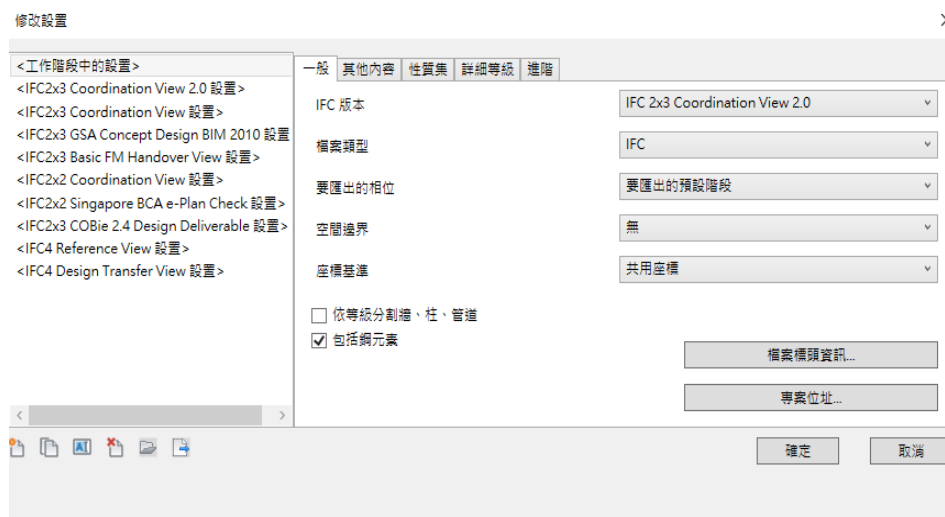 修改設置
<工作階段中的設置>
<IFC2x3 Coordination View 2.0 設置>
<IFC2x3 Coordination View 設置>
<IFC2x3 GSA Concept Design BIM 2010 設置
<IFC2x3 Basic FM Handover View 設置>
<IFC2x2 Coordination View 設置>
<IFC2x2 Singapore BCA e-Plan Check 設置>
<IFC2x3 COBie 2.4 Design Deliverable 設置>
<IFC4 Reference View 設置>
<IFC4 Design Transfer View 設置>
一般 其他內容 性質集 詳細等級 進階
IFC 版本 IFC 2x3 Coordination View 2.0
檔案類型 IFC
要匯出的相位 要匯出的預設階段
空間邊界 無
座標基準 共用座標
依等級分割牆、柱、管道
包括鋼元素
檔案標頭資訊...
專案位址...
確定 取消